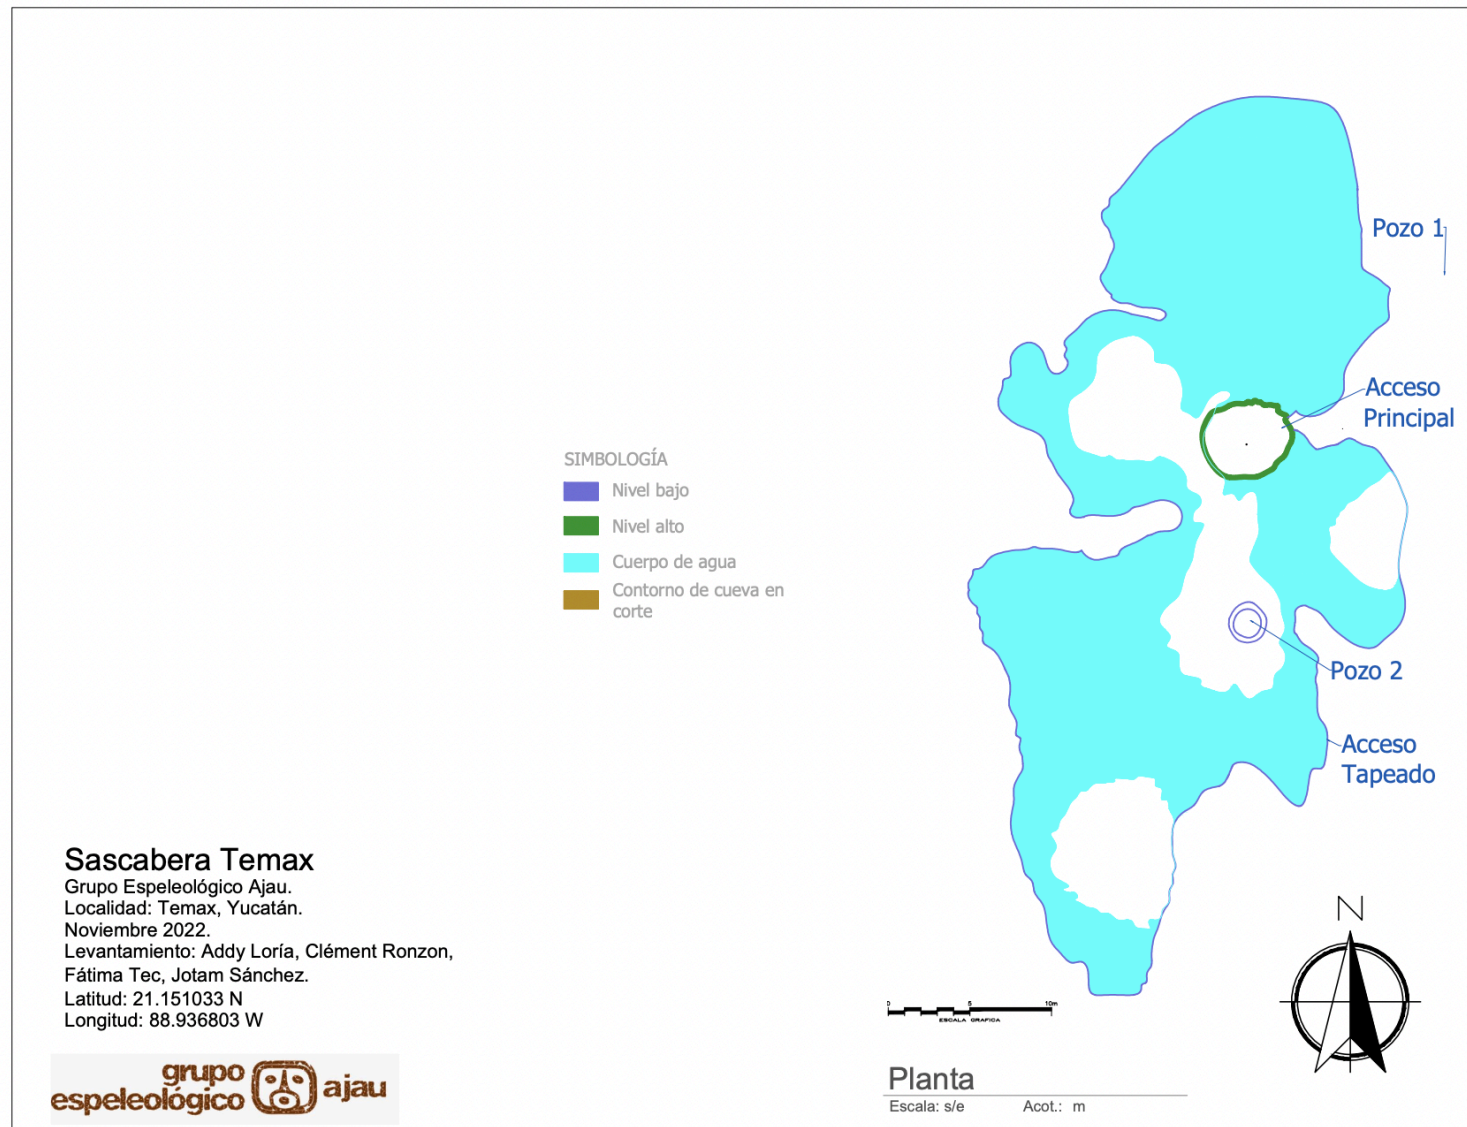 Pozo 1
Acceso
Principal
SIMBOLOGÍA
Nivel bajo
Nivel alto
Cuerpo de agua
Contorno de cueva en
corte
Pozo 2
Acceso
Tapeado
Sascabera Temax
Grupo Espeleológico Ajau.
Localidad: Temax, Yucatán.
Noviembre 2022.
Levantamiento: Addy Loría, Clément Ronzon,
Fátima Tec, Jotam Sánchez.
Latitud: 21.151033 N
Longitud: 88.936803 W
grupo
espeleológico ajau
N
0 5 10m
ESCALA GRAFICA
Planta
Escala: s/e Acot.: m